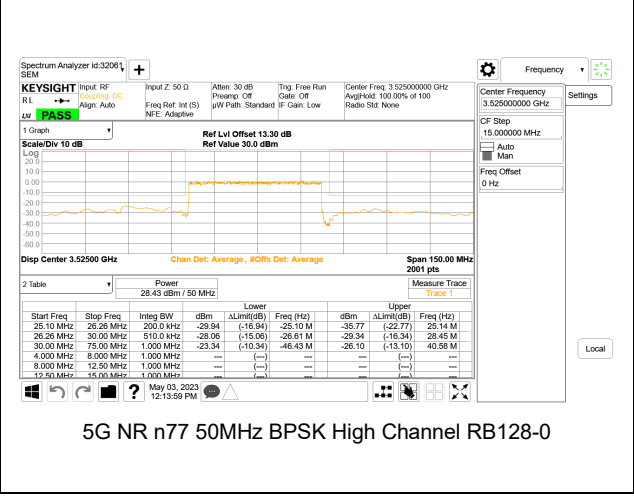 Spectrum Analyzer id:32061
SEM
Frequency
KEYSIGHT Input: RF Input Z: 50 Ω Atten: 30 dB Trig: Free Run Center Freq: 3.525000000 GHz
RL Coupling: DC Preamp: Off Gate: Off Avg|Hold: 100.00% of 100
Align: Auto Freq Ref: Int (S) µW Path: Standard IF Gain: Low Radio Std: None
LXI PASS NFE: Adaptive
Center Frequency
3.525000000 GHz
Settings
CF Step
15.000000 MHz
Auto
Man
Freq Offset
0 Hz
1 Graph
Ref Lvl Offset 13.30 dB
Scale/Div 10 dB Ref Value 30.0 dBm
Log
20.0
10.0
0.00
-10.0
-20.0
-30.0
-40.0
-50.0
-60.0
Disp Center 3.52500 GHz Chan Det: Average , #Offs Det: Average Span 150.00 MHz
2001 pts
2 Table Power Measure Trace
28.43 dBm / 50 MHz Trace 1
Lower Upper
Start Freq Stop Freq Integ BW dBm ΔLimit(dB) Freq (Hz) dBm ΔLimit(dB) Freq (Hz)
25.10 MHz 26.26 MHz 200.0 kHz -29.94 (-16.94) -25.10 M -35.77 (-22.77) 25.14 M
26.26 MHz 30.00 MHz 510.0 kHz -28.06 (-15.06) -26.61 M -29.34 (-16.34) 28.45 M
30.00 MHz 75.00 MHz 1.000 MHz -23.34 (-10.34) -46.43 M -26.10 (-13.10) 40.58 M
4.000 MHz 8.000 MHz 1.000 MHz --- (---) --- --- (---) ---
8.000 MHz 12.50 MHz 1.000 MHz --- (---) --- --- (---) ---
12.50 MHz 15.00 MHz 1.000 MHz --- (---) --- --- (---) ---
Local
May 03, 2023
12:13:59 PM
5G NR n77 50MHz BPSK High Channel RB128-0